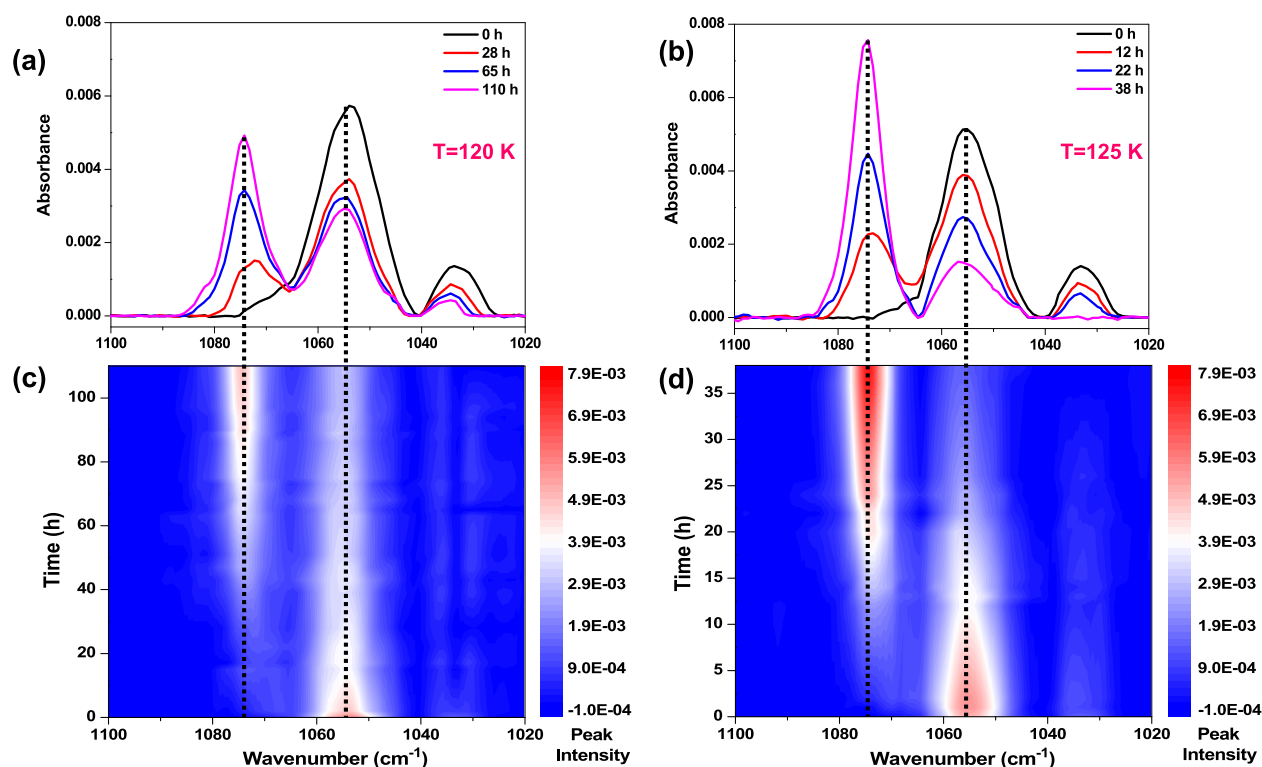 (a)
0.008
0.006
0.004
0.002
0.000
Absorbance
0 h
28 h
65 h
110 h
T=120 K
1100
1080
1060
1040
1020
(b)
0.008
0.006
0.004
0.002
0.000
Absorbance
0 h
12 h
22 h
38 h
T=125 K
1100
1080
1060
1040
1020
(c)
100
80
60
40
20
0
Time (h)
1100
1080
1060
1040
1020
Wavenumber (cm⁻¹)
7.9E-03
6.9E-03
5.9E-03
4.9E-03
3.9E-03
2.9E-03
1.9E-03
9.0E-04
-1.0E-04
Peak
Intensity
(d)
35
30
25
20
15
10
5
0
Time (h)
1100
1080
1060
1040
1020
Wavenumber (cm⁻¹)
7.9E-03
6.9E-03
5.9E-03
4.9E-03
3.9E-03
2.9E-03
1.9E-03
9.0E-04
-1.0E-04
Peak
Intensity